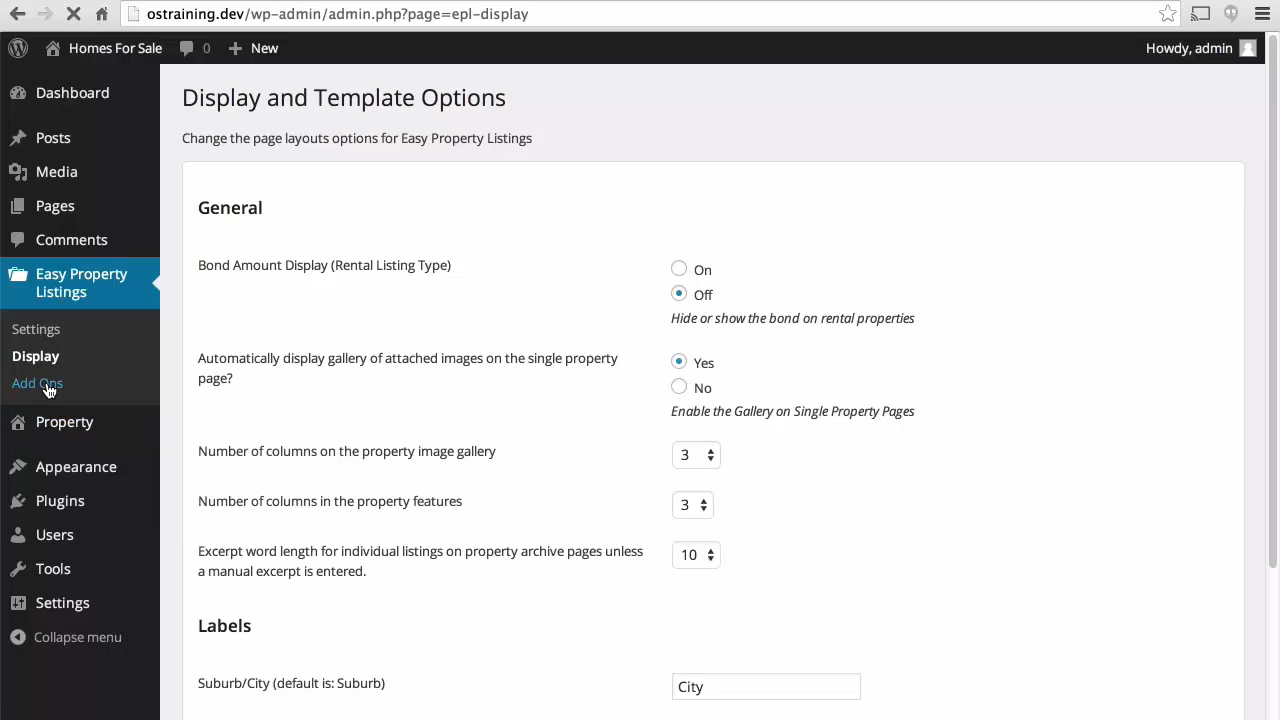 ostraining.dev/wp-admin/admin.php?page=epl-display
Homes For Sale 0 New Howdy, admin
Dashboard
Posts
Media
Pages
Comments
Easy Property
Listings
Settings
Display
Add Ons
Property
Appearance
Plugins
Users
Tools
Settings
Collapse menu
Display and Template Options
Change the page layouts options for Easy Property Listings
General
Bond Amount Display (Rental Listing Type)
On
Off
Hide or show the bond on rental properties
Automatically display gallery of attached images on the single property
page?
Yes
No
Enable the Gallery on Single Property Pages
Number of columns on the property image gallery
3
Number of columns in the property features
3
Excerpt word length for individual listings on property archive pages unless
a manual excerpt is entered.
10
Labels
Suburb/City (default is: Suburb)
City